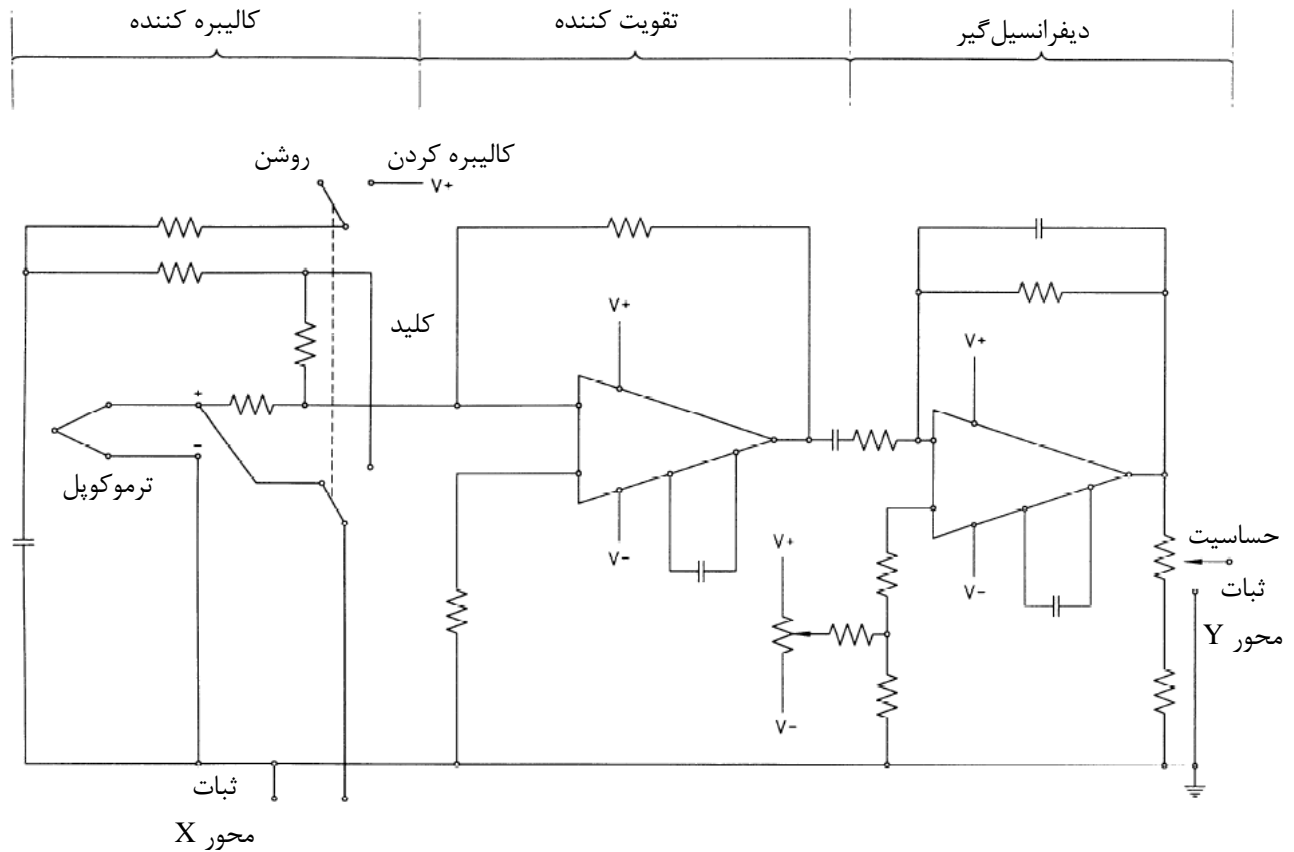 دیفرانسیل‌گیر
تقویت کننده
کالیبره کننده
کالیبره کردن
روشن
V+
کلید
V+
V+
+
-
ترموکوپل
V-
V+
V-
حساسیت
ثبات
محور Y
V-
ثبات
محور X